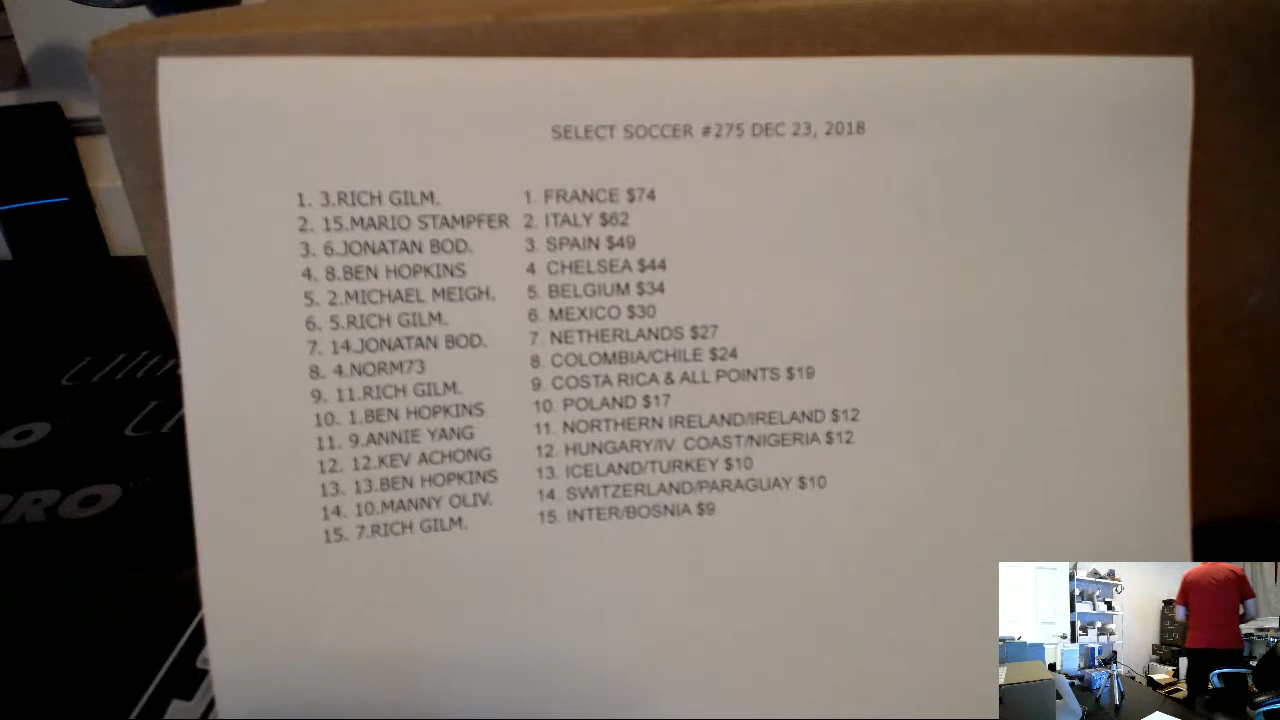 SELECT SOCCER #275 DEC 23, 2018
1. 3.RICH GILM. 1. FRANCE $74
2. 15.MARIO STAMPFER 2. ITALY $62
3. 6.JONATAN BOD. 3. SPAIN $49
4. 8.BEN HOPKINS 4. CHELSEA $44
5. 2.MICHAEL MEIGH. 5. BELGIUM $34
6. 5.RICH GILM. 6. MEXICO $30
7. 14.JONATAN BOD. 7. NETHERLANDS $27
8. 4.NORM73 8. COLOMBIA/CHILE $24
9. 11.RICH GILM. 9. COSTA RICA & ALL POINTS $19
10. 1.BEN HOPKINS 10. POLAND $17
11. 9.ANNIE YANG 11. NORTHERN IRELAND/IRELAND $12
12. 12.KEV ACHONG 12. HUNGARY/IV. COAST/NIGERIA $12
13. 13.BEN HOPKINS 13. ICELAND/TURKEY $10
14. 10.MANNY OLIV. 14. SWITZERLAND/PARAGUAY $10
15. 7.RICH GILM. 15. INTER/BOSNIA $9
Ultra
PRO